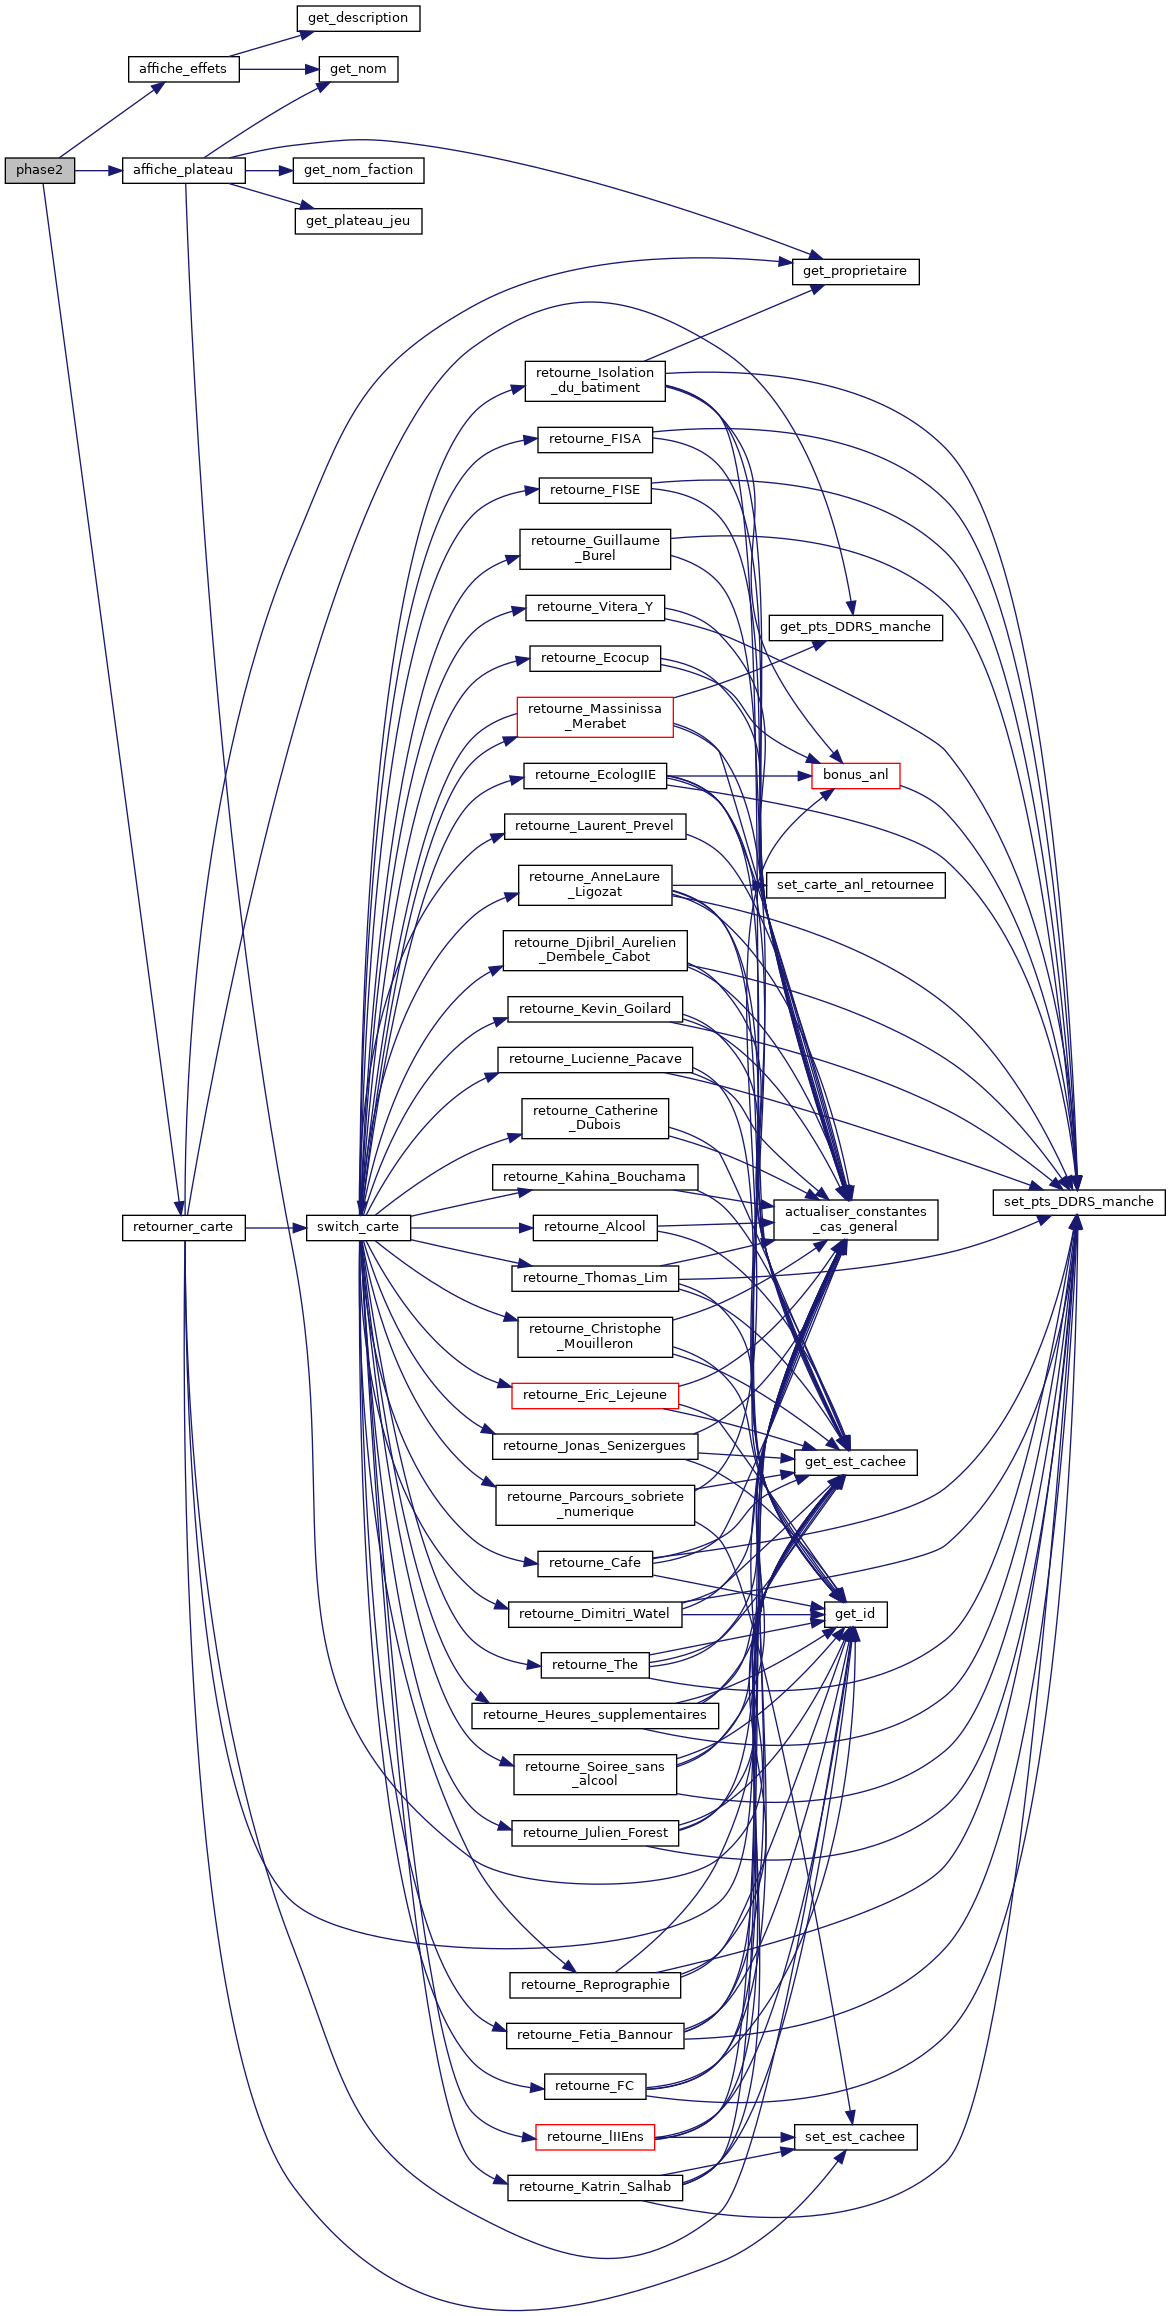 get_description
affiche_effets
get_nom
phase2
affiche_plateau
get_nom_faction
get_plateau_jeu
get_proprietaire
retourne_Isolation
_du_batiment
retourne_FISA
retourne_FISE
retourne_Guillaume
_Burel
retourne_Vitera_Y
get_pts_DDRS_manche
retourne_Ecocup
retourne_Massinissa
_Merabet
retourne_EcologIIE
bonus_anl
retourne_Laurent_Prevel
retourne_AnneLaure
_Ligozat
set_carte_anl_retournee
retourne_Djibril_Aurelien
_Dembele_Cabot
retourne_Kevin_Goilard
retourne_Lucienne_Pacave
retourne_Catherine
_Dubois
retourne_Kahina_Bouchama
set_pts_DDRS_manche
actualiser_constantes
_cas_general
retourner_carte
switch_carte
retourne_Alcool
retourne_Thomas_Lim
retourne_Christophe
_Mouilleron
retourne_Eric_Lejeune
retourne_Jonas_Senizergues
get_est_cachee
retourne_Parcours_sobriete
_numerique
retourne_Cafe
retourne_Dimitri_Watel
get_id
retourne_The
retourne_Heures_supplementaires
retourne_Soiree_sans
_alcool
retourne_Julien_Forest
retourne_Reprographie
retourne_Fetia_Bannour
retourne_FC
retourne_lIIEns
set_est_cachee
retourne_Katrin_Salhab